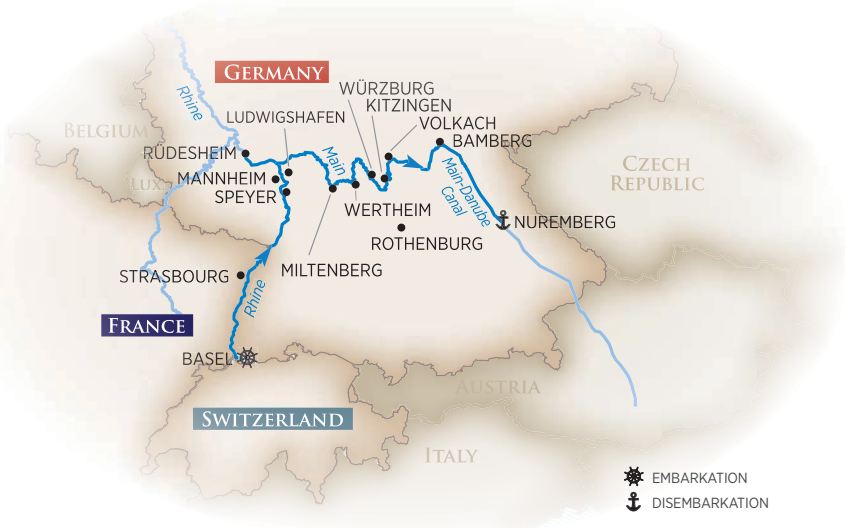 GERMANY
WÜRZBURG
KITZINGEN
Rhine
LUDWIGSHAFEN
VOLKACH
BELGIUM
BAMBERG
RÜDESHEIM
Main
CZECH
REPUBLIC
MANNHEIM
LUX
SPEYER
Main-Danube
Canal
WERTHEIM
NUREMBERG
ROTHENBURG
MILTENBERG
STRASBOURG
Rhine
FRANCE
BASEL
AUSTRIA
SWITZERLAND
ITALY
EMBARKATION
DISEMBARKATION